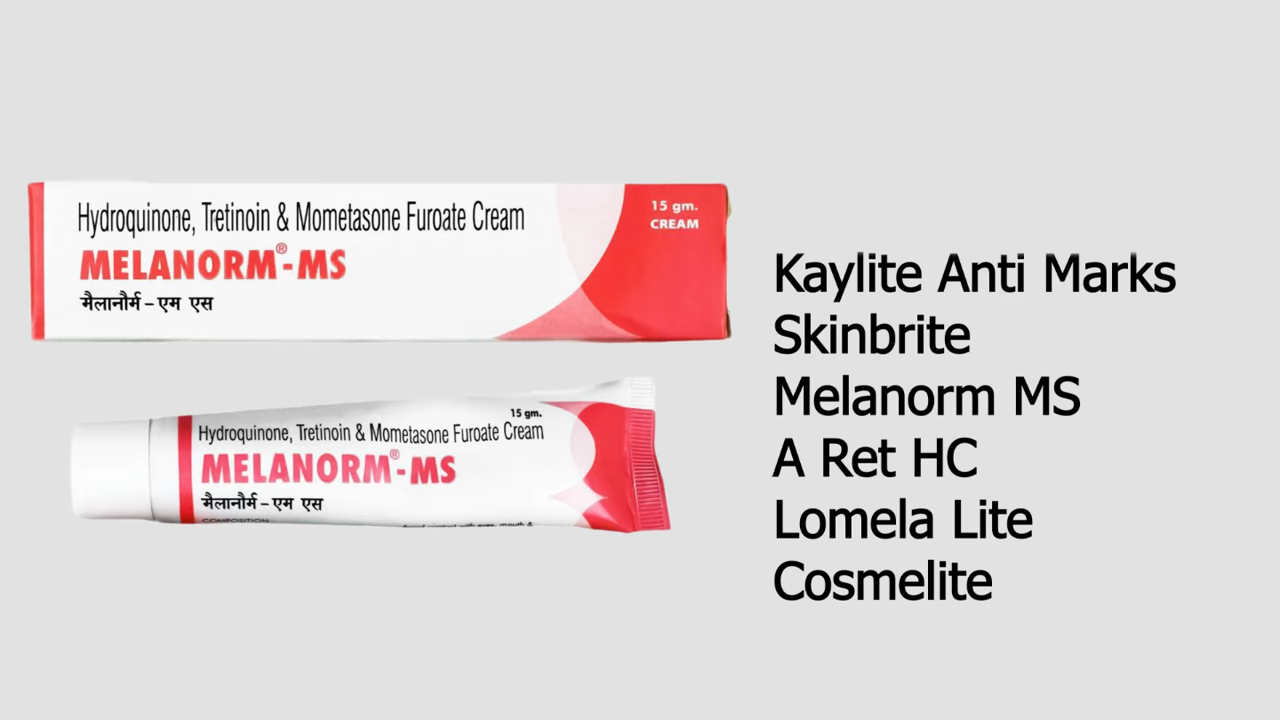 Hydroquinone, Tretinoin & Mometasone Furoate Cream
MELANORM®-MS
मैलानौर्म – एम एस
15 gm.
CREAM
15 gm.
Hydroquinone, Tretinoin & Mometasone Furoate Cream
MELANORM®-MS
मैलानौर्म – एम एस
COMPOSITION
Kaylite Anti Marks
Skinbrite
Melanorm MS
A Ret HC
Lomela Lite
Cosmelite